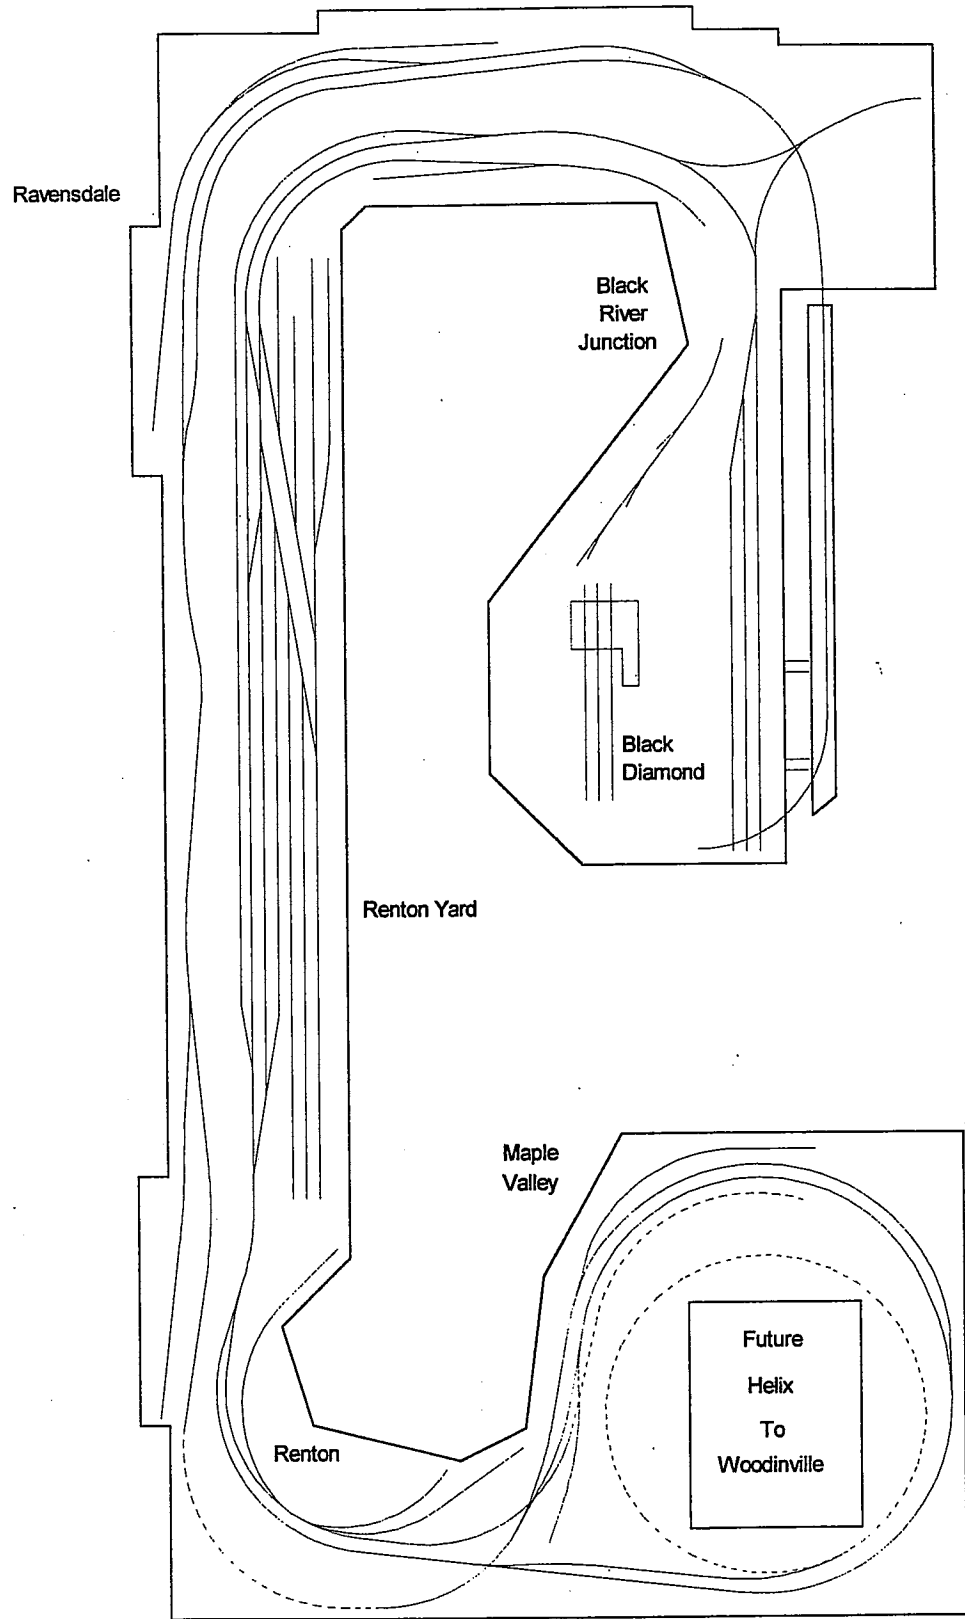 Ravensdale
Black
River
Junction
Black
Diamond
Renton Yard
Maple
Valley
Future
Helix
To
Woodinville
Renton